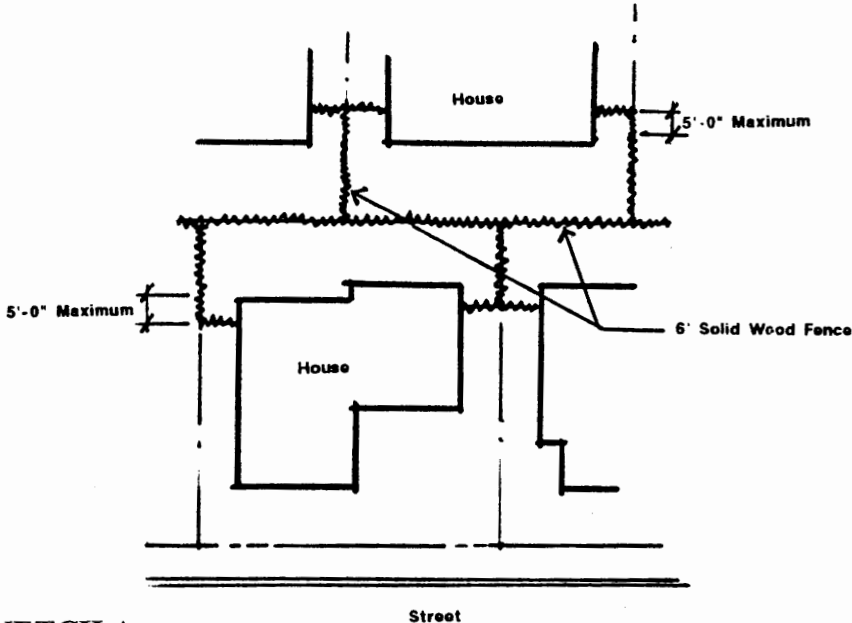 House
5'-0" Maximum
5'-0" Maximum
6' Solid Wood Fence
House
Street